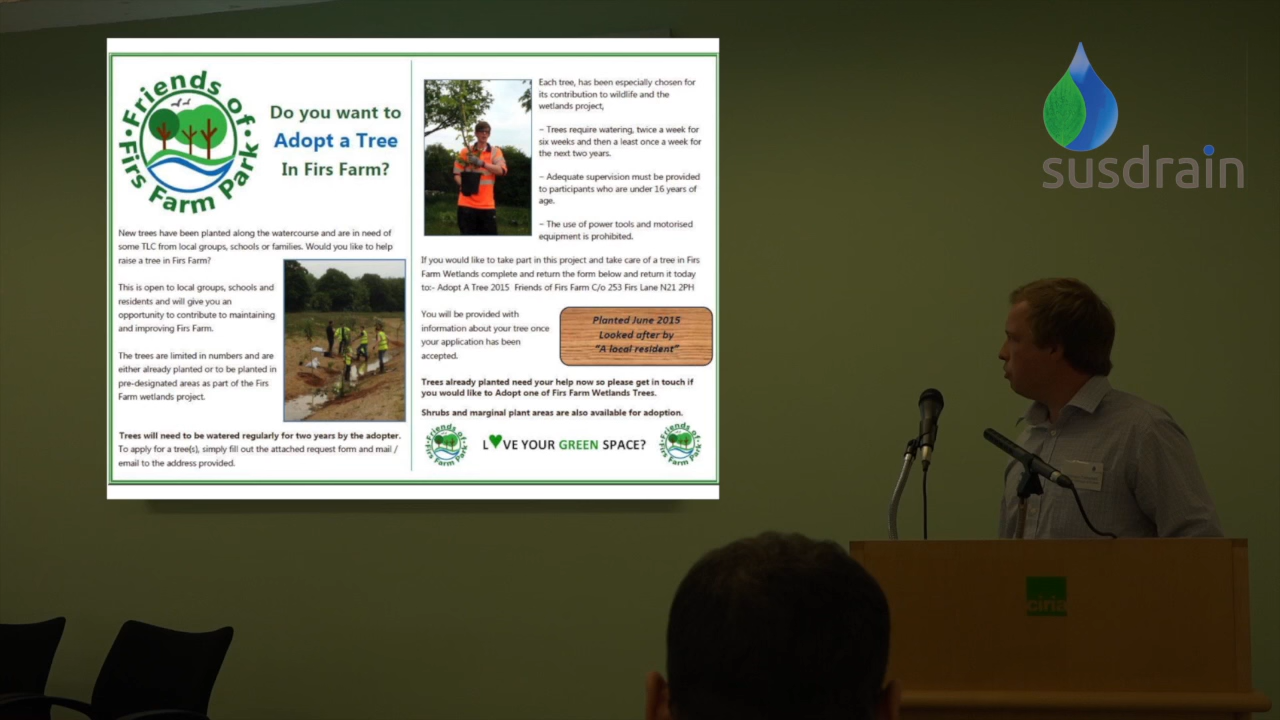 Friends of
Firs Farm Park
Do you want to
Adopt a Tree
In Firs Farm?
New trees have been planted along the watercourse and are in need of
some TLC from local groups, schools or families. Would you like to help
raise a tree in Firs Farm?
This is open to local groups, schools and
residents and will give you an
opportunity to contribute to maintaining
and improving Firs Farm.
The trees are limited in numbers and are
either already planted or to be planted in
pre-designated areas as part of the Firs
Farm wetlands project.
Trees will need to be watered regularly for two years by the adopter.
To apply for a tree(s), simply fill out the attached request form and mail /
email to the address provided.
Each tree, has been especially chosen for
its contribution to wildlife and the
wetlands project,
– Trees require watering, twice a week for
six weeks and then a least once a week for
the next two years.
– Adequate supervision must be provided
to participants who are under 16 years of
age.
– The use of power tools and motorised
equipment is prohibited.
If you would like to take part in this project and take care of a tree in Firs
Farm Wetlands complete and return the form below and return it today
to:- Adopt A Tree 2015 Friends of Firs Farm C/o 253 Firs Lane N21 2PH
You will be provided with
information about your tree once
your application has been
accepted.
Planted June 2015
Looked after by
"A local resident"
Trees already planted need your help now so please get in touch if
you would like to Adopt one of Firs Farm Wetlands Trees.
Shrubs and marginal plant areas are also available for adoption.
Friends of
Firs Farm Park
L♥VE YOUR GREEN SPACE?
Friends of
Firs Farm Park
susdrain
ciria